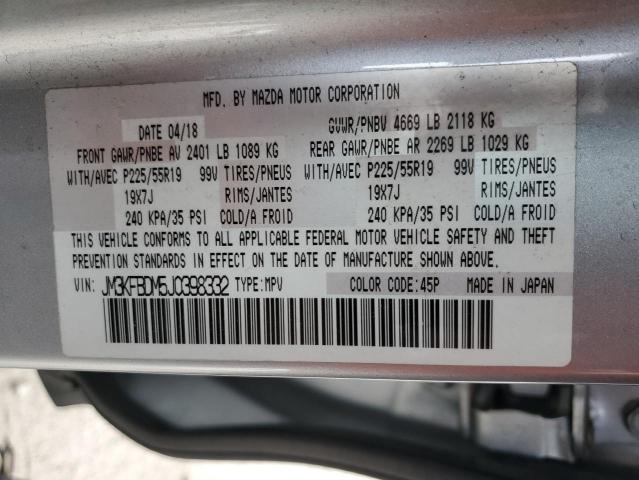 MFD. BY MAZDA MOTOR CORPORATION
DATE 04/18 GVWR/PNBV 4669 LB 2118 KG
FRONT GAWR/PNBE AV 2401 LB 1089 KG REAR GAWR/PNBE AR 2269 LB 1029 KG
WITH/AVEC P225/55R19 99V TIRES/PNEUS WITH/AVEC P225/55R19 99V TIRES/PNEUS
19X7J RIMS/JANTES 19X7J RIMS/JANTES
240 KPA/35 PSI COLD/A FROID 240 KPA/35 PSI COLD/A FROID
THIS VEHICLE CONFORMS TO ALL APPLICABLE FEDERAL MOTOR VEHICLE SAFETY AND THEFT
PREVENTION STANDARDS IN EFFECT ON THE DATE OF MANUFACTURE SHOWN ABOVE.
VIN: JM3KFBDM5J0398332 TYPE:MPV COLOR CODE:45P MADE IN JAPAN